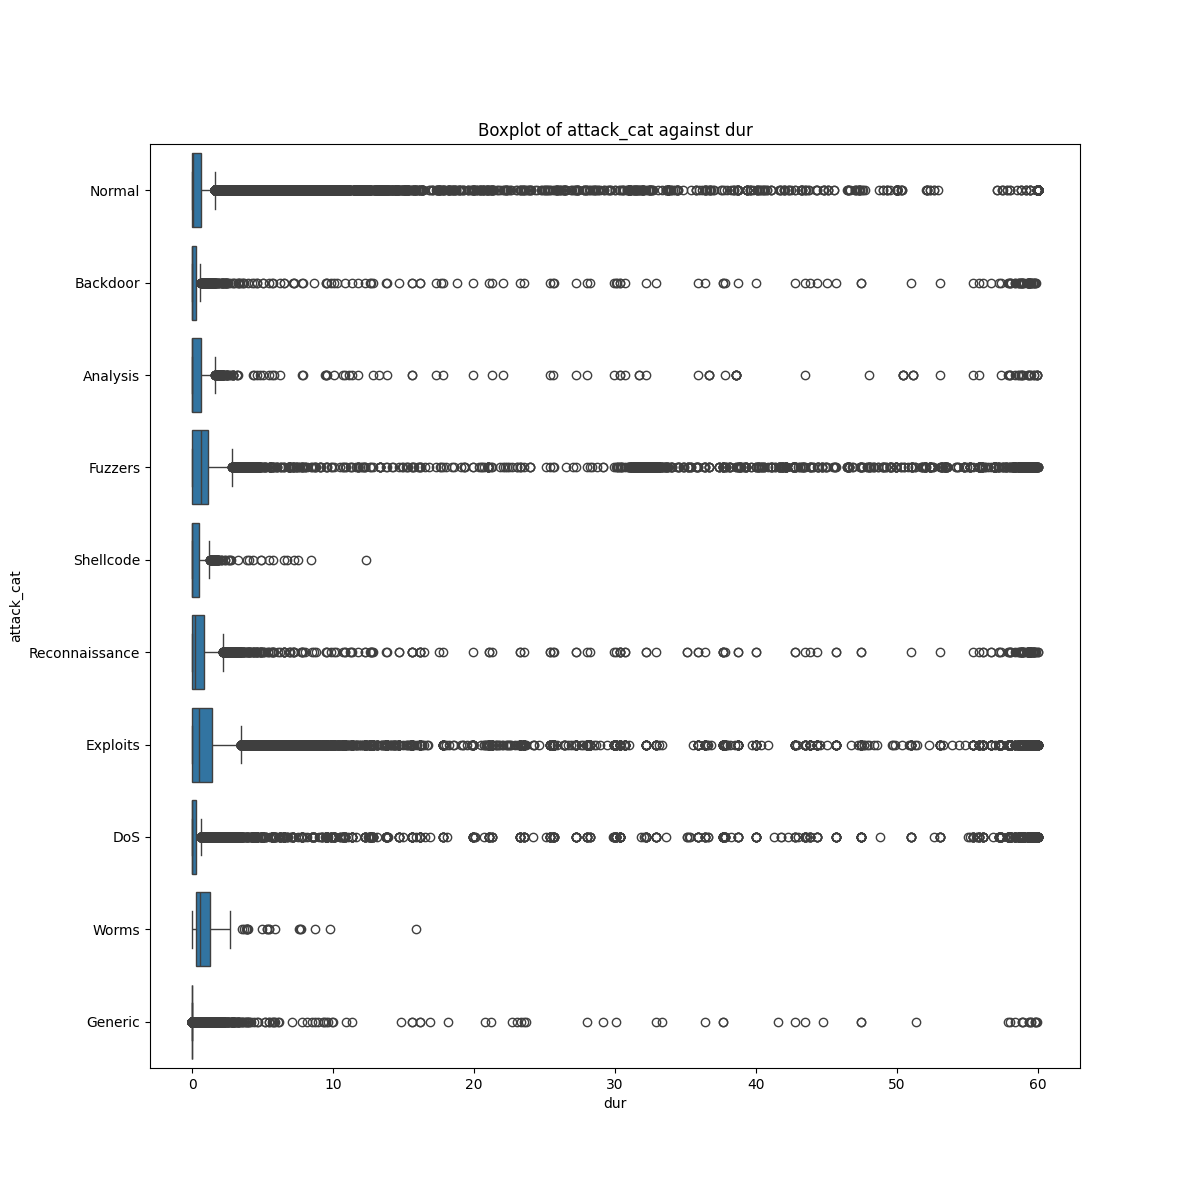 Boxplot of attack_cat against dur
Normal
Backdoor
Analysis
Fuzzers
Shellcode
Reconnaissance
Exploits
DoS
Worms
Generic
attack_cat
0 10 20 30 40 50 60
dur